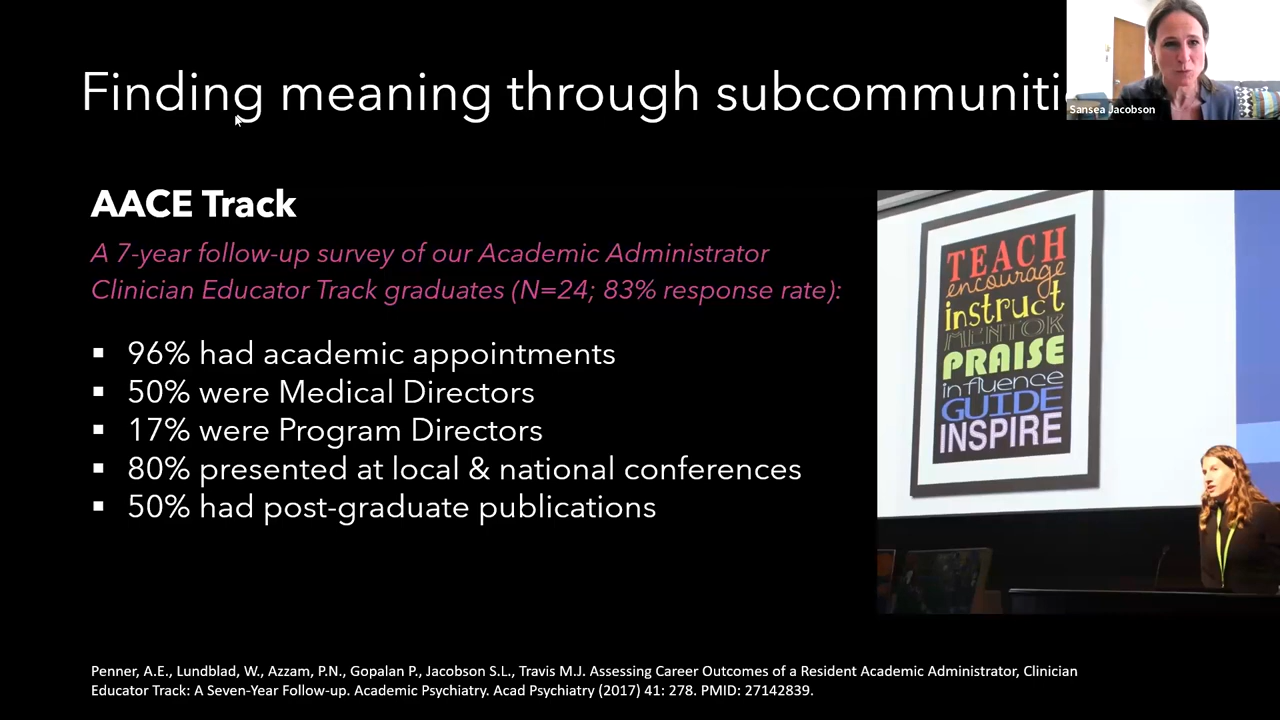 Finding meaning through subcommuniti
Sansea Jacobson
AACE Track
A 7-year follow-up survey of our Academic Administrator
Clinician Educator Track graduates (N=24; 83% response rate):
▪ 96% had academic appointments
▪ 50% were Medical Directors
▪ 17% were Program Directors
▪ 80% presented at local & national conferences
▪ 50% had post-graduate publications
TEACH
encourage
instruct
MENTOR
PRAISE
influence
GUIDE
INSPIRE
Penner, A.E., Lundblad, W., Azzam, P.N., Gopalan P., Jacobson S.L., Travis M.J. Assessing Career Outcomes of a Resident Academic Administrator, Clinician
Educator Track: A Seven-Year Follow-up. Academic Psychiatry. Acad Psychiatry (2017) 41: 278. PMID: 27142839.